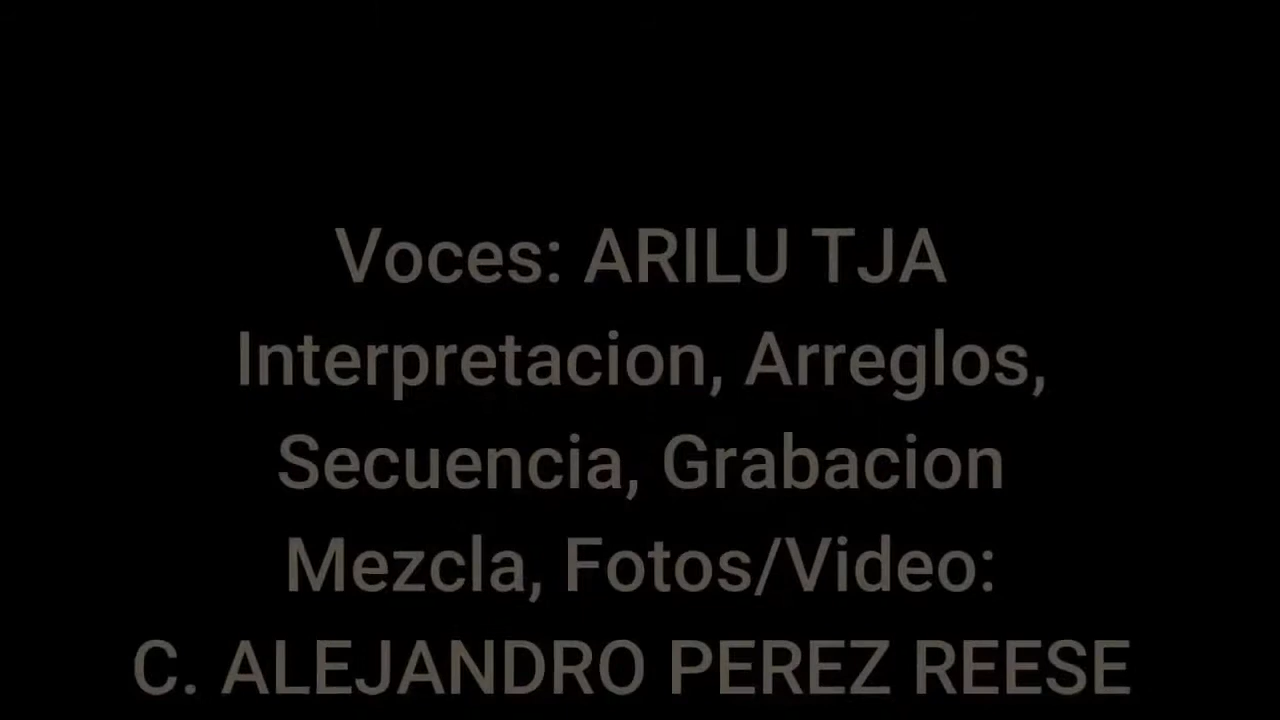 Voces: ARILU TJA
Interpretacion, Arreglos,
Secuencia, Grabacion
Mezcla, Fotos/Video:
C. ALEJANDRO PEREZ REESE